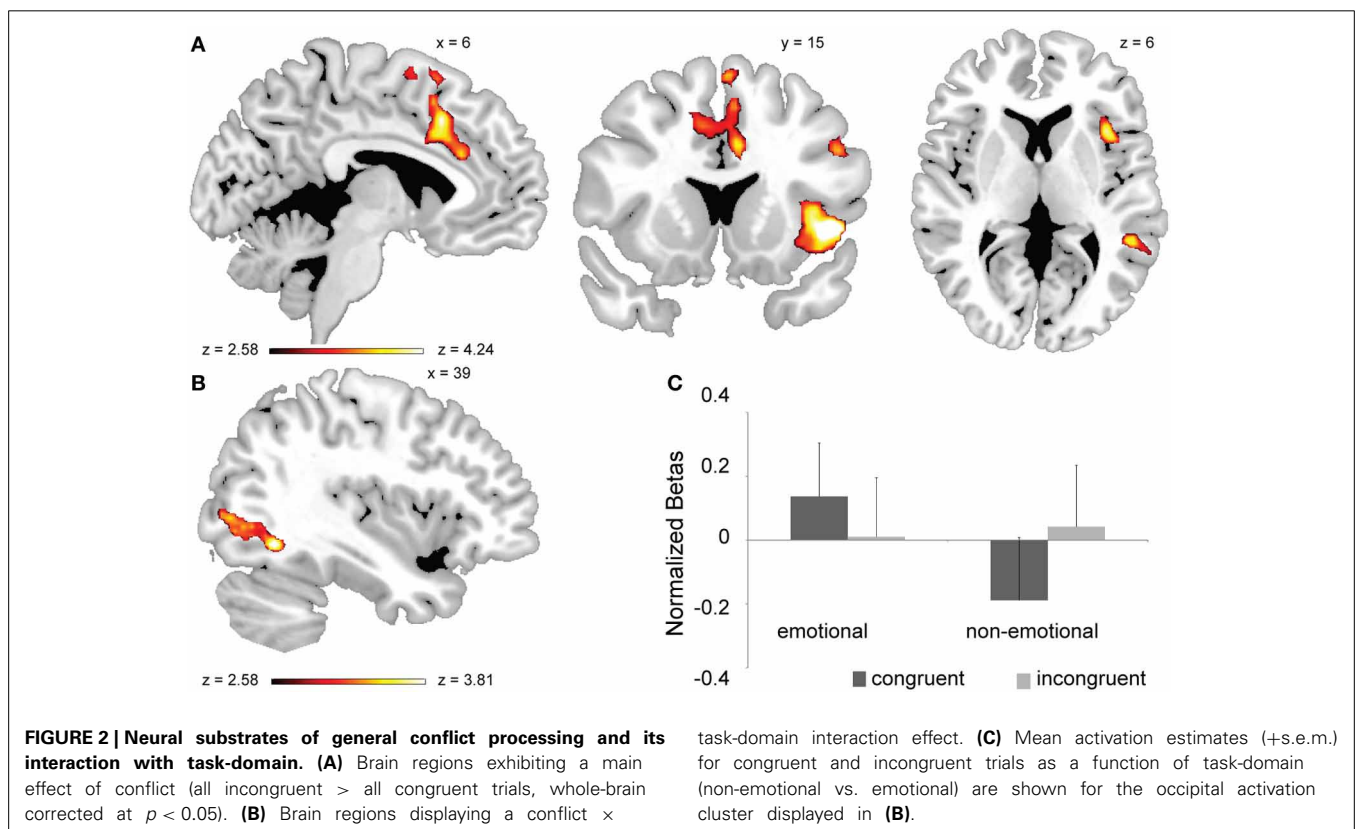 A
x = 6
y = 15
z = 6
z = 2.58
z = 4.24
B
x = 39
z = 2.58
z = 3.81
C
0.4
0.2
0
-0.2
-0.4
Normalized Betas
emotional
non-emotional
congruent
incongruent
FIGURE 2 | Neural substrates of general conflict processing and its
interaction with task-domain. (A) Brain regions exhibiting a main
effect of conflict (all incongruent > all congruent trials, whole-brain
corrected at p < 0.05). (B) Brain regions displaying a conflict ×
task-domain interaction effect. (C) Mean activation estimates (+s.e.m.)
for congruent and incongruent trials as a function of task-domain
(non-emotional vs. emotional) are shown for the occipital activation
cluster displayed in (B).